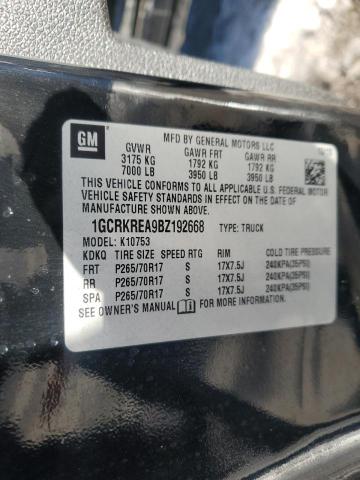 GM
MFD BY GENERAL MOTORS LLC
GVWR GAWR FRT GAWR RR
3175 KG 1792 KG 1792 KG
7000 LB 3950 LB 3950 LB
THIS VEHICLE CONFORMS TO ALL APPLICABLE U.S. FEDERAL MOTOR
VEHICLE SAFETY STANDARDS IN EFFECT ON THE DATE OF
MANUFACTURE SHOWN ABOVE.
1GCRKREA9BZ192668 TYPE: TRUCK
MODEL: K10753
KDKQ TIRE SIZE SPEED RTG RIM COLD TIRE PRESSURE
FRT P265/70R17 S 17X7.5J 240KPA(35PSI)
RR P265/70R17 S 17X7.5J 240KPA(35PSI)
SPA P265/70R17 S 17X7.5J 240KPA(35PSI)
SEE OWNER'S MANUAL FOR MORE INFORMATION.